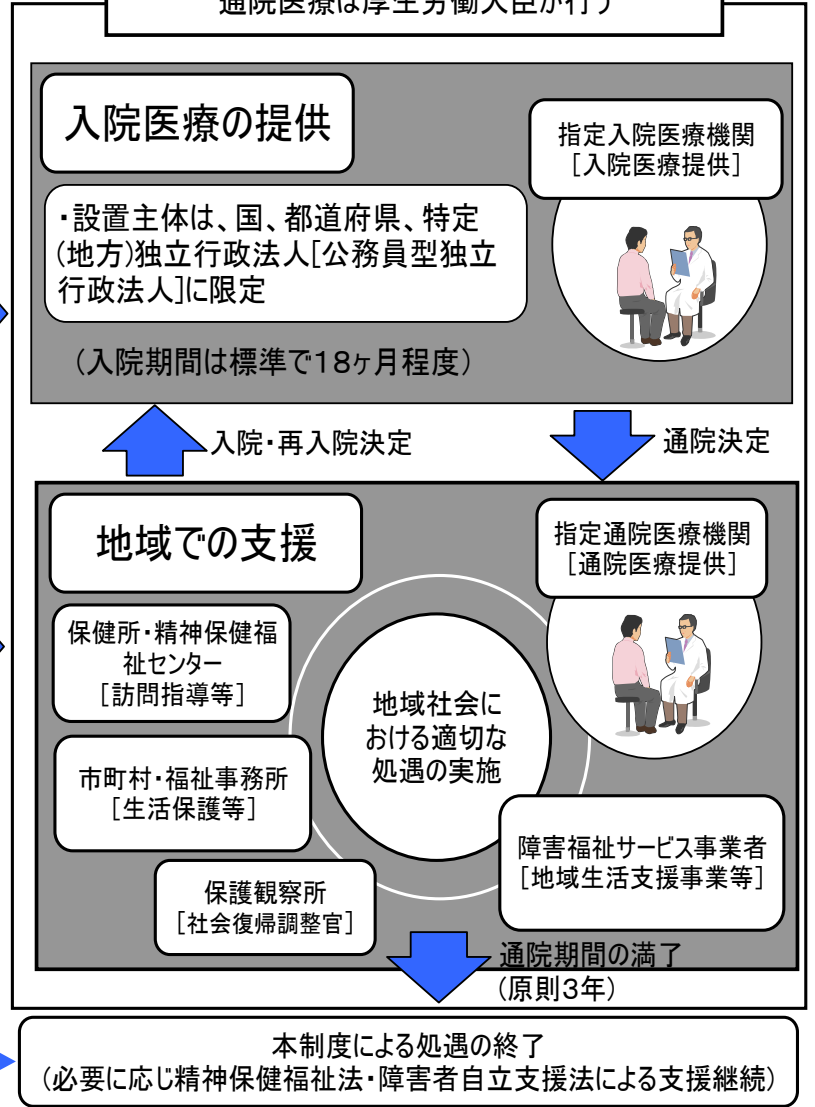 通院医療は厚生労働大臣が行う
入院医療の提供
指定入院医療機関
[入院医療提供]
・設置主体は、国、都道府県、特定
(地方)独立行政法人[公務員型独立
行政法人]に限定
(入院期間は標準で18ヶ月程度)
入院・再入院決定
通院決定
地域での支援
指定通院医療機関
[通院医療提供]
保健所・精神保健福
祉センター
[訪問指導等]
地域社会に
おける適切な
処遇の実施
市町村・福祉事務所
[生活保護等]
障害福祉サービス事業者
[地域生活支援事業等]
保護観察所
[社会復帰調整官]
通院期間の満了
(原則3年)
本制度による処遇の終了
(必要に応じ精神保健福祉法・障害者自立支援法による支援継続)